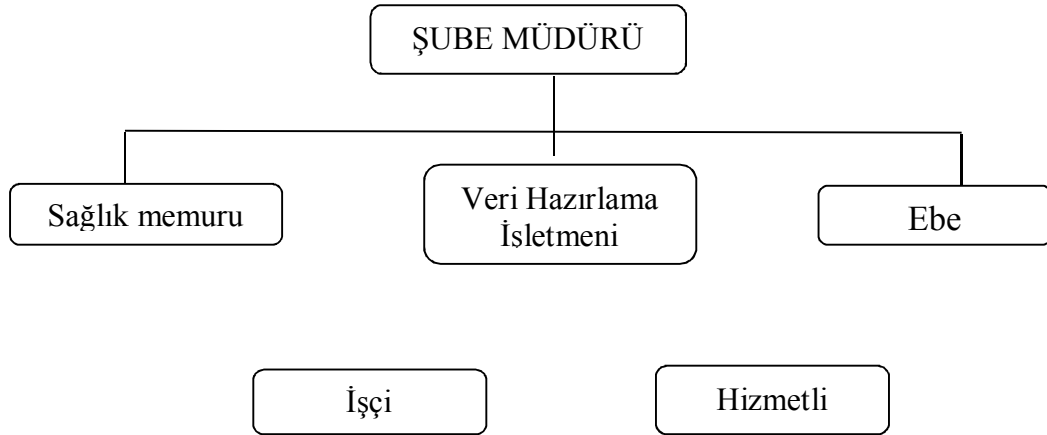 ŞUBE MÜDÜRÜ
Sağlık memuru
Veri Hazırlama
İşletmeni
Ebe
İşçi
Hizmetli